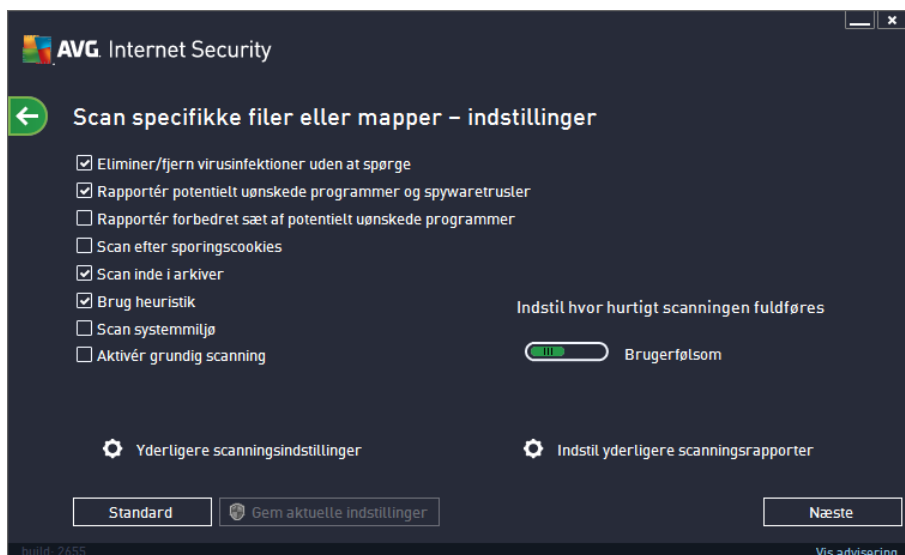 AVG. Internet Security
Scan specifikke filer eller mapper – indstillinger
Eliminer/fjern virusinfektioner uden at spørge
Rapportér potentielt uønskede programmer og spywaretrusler
Rapportér forbedret sæt af potentielt uønskede programmer
Scan efter sporingscookies
Scan inde i arkiver
Brug heuristik
Scan systemmiljø
Aktivér grundig scanning
Indstil hvor hurtigt scanningen fuldføres
Brugerfølsom
Yderligere scanningsindstillinger
Indstil yderligere scanningsrapporter
Standard
Gem aktuelle indstillinger
Næste
build: 2655
Vis advisering